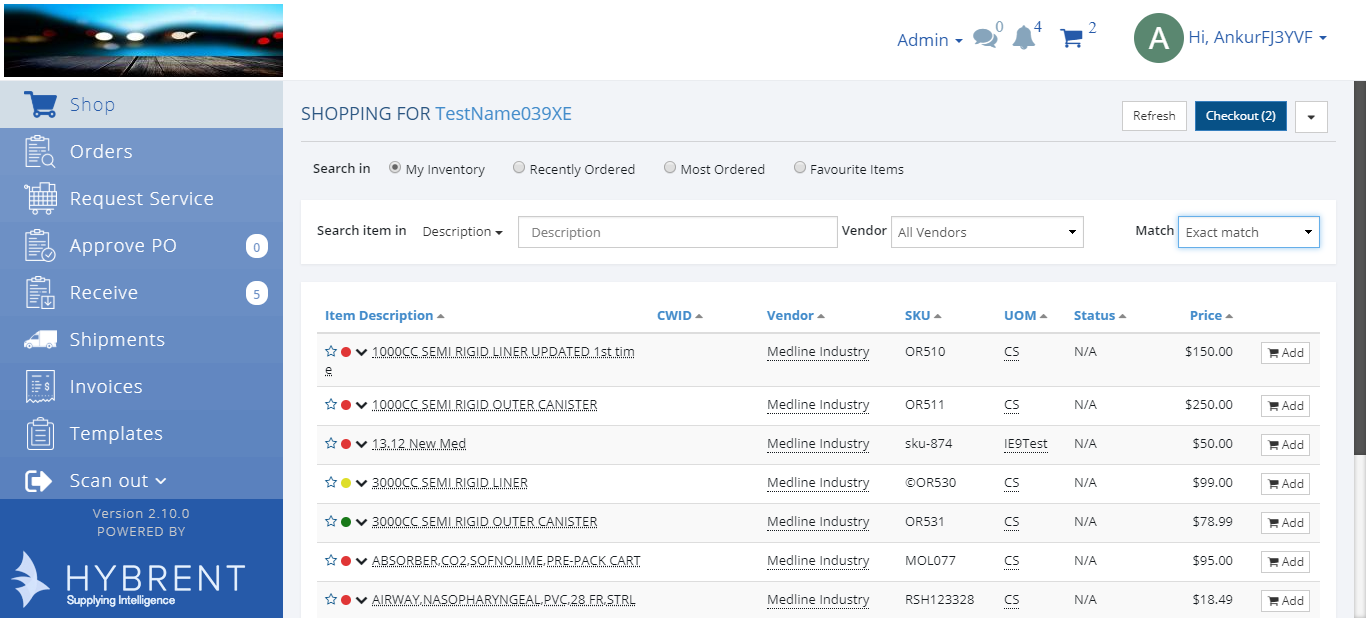 Admin 0 4 2 A Hi, AnkurFJ3YVF
Shop
Orders
Request Service
Approve PO 0
Receive 5
Shipments
Invoices
Templates
Scan out
Version 2.10.0
POWERED BY
HYBRENT
Supplying Intelligence
SHOPPING FOR TestName039XE Refresh Checkout (2)
Search in My Inventory Recently Ordered Most Ordered Favourite Items
Search item in Description Description Vendor All Vendors Match Exact match
Item Description CWID Vendor SKU UOM Status Price
1000CC SEMI RIGID LINER UPDATED 1st tim Medline Industry OR510 CS N/A $150.00 Add
e
1000CC SEMI RIGID OUTER CANISTER Medline Industry OR511 CS N/A $250.00 Add
13.12 New Med Medline Industry sku-874 IE9Test N/A $50.00 Add
3000CC SEMI RIGID LINER Medline Industry ©OR530 CS N/A $99.00 Add
3000CC SEMI RIGID OUTER CANISTER Medline Industry OR531 CS N/A $78.99 Add
ABSORBER,CO2,SOFNOLIME,PRE-PACK CART Medline Industry MOL077 CS N/A $95.00 Add
AIRWAY,NASOPHARYNGEAL,PVC,28 FR,STRL Medline Industry RSH123328 CS N/A $18.49 Add